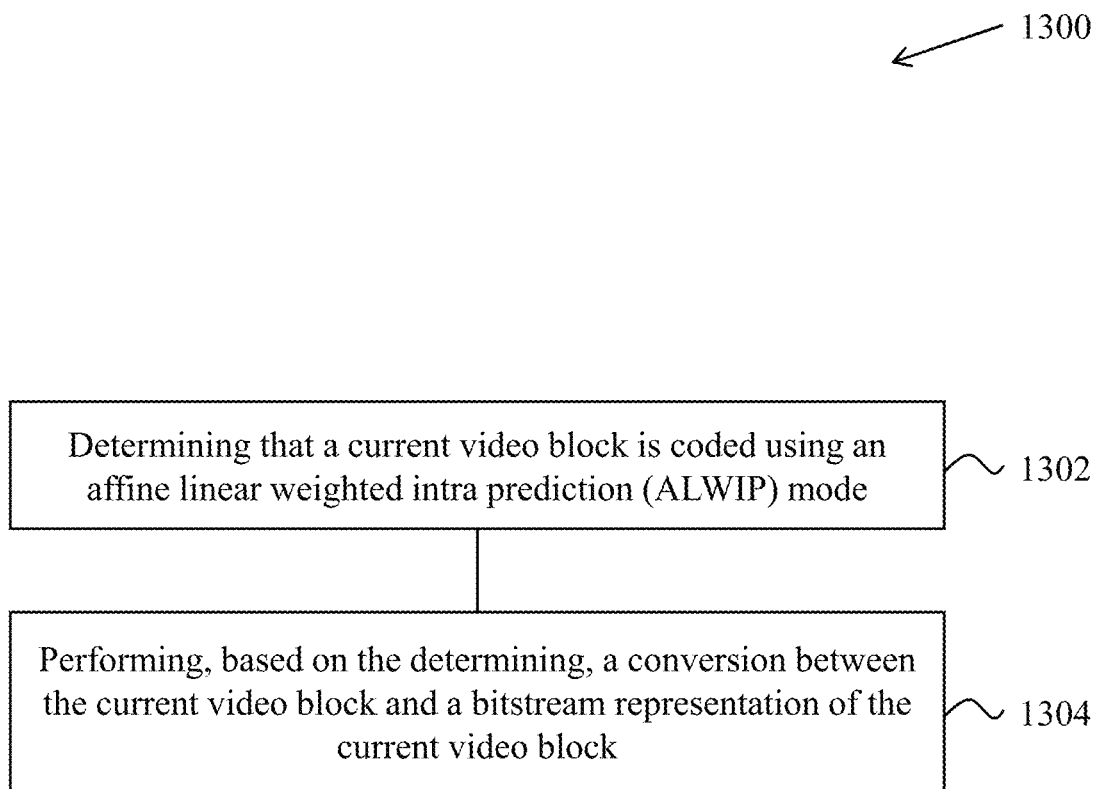 1300
Determining that a current video block is coded using an
affine linear weighted intra prediction (ALWIP) mode
1302
Performing, based on the determining, a conversion between
the current video block and a bitstream representation of the
current video block
1304